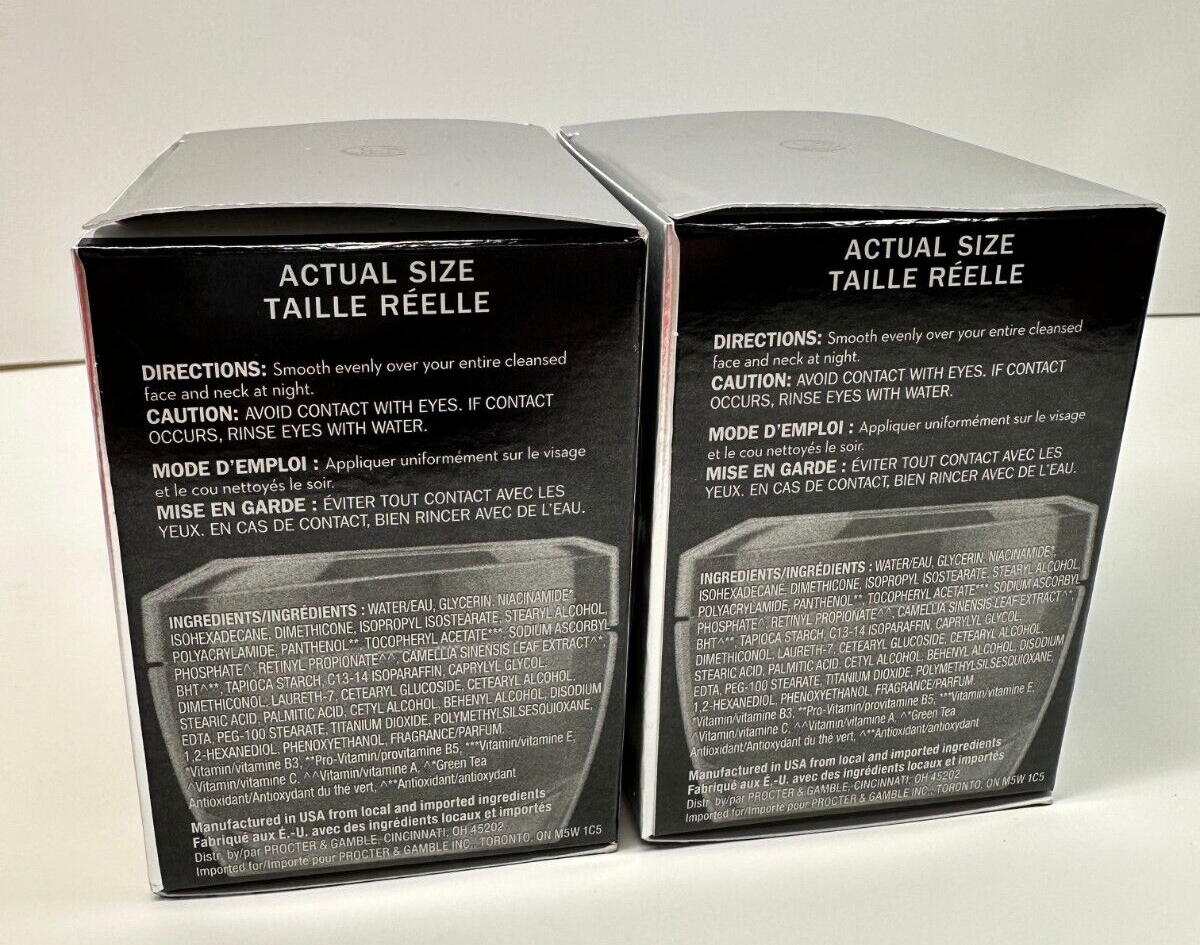 ACTUAL SIZE
TAILLE RÉELLE
DIRECTIONS: Smooth evenly over your entire cleansed
face and neck at night.
CAUTION: AVOID CONTACT WITH EYES. IF CONTACT
OCCURS, RINSE EYES WITH WATER.
MODE D'EMPLOI : Appliquer uniformément sur le visage
et le cou nettoyés le soir.
MISE EN GARDE : ÉVITER TOUT CONTACT AVEC LES
YEUX. EN CAS DE CONTACT, BIEN RINCER AVEC DE L'EAU.
INGREDIENTS/INGRÉDIENTS : WATER/EAU, GLYCERIN, NIACINAMIDE*,
ISOHEXADECANE, DIMETHICONE, ISOPROPYL ISOSTEARATE, STEARYL ALCOHOL,
POLYACRYLAMIDE, PANTHENOL**, TOCOPHERYL ACETATE***, SODIUM ASCORBYL
PHOSPHATE^, RETINYL PROPIONATE^^, CAMELLIA SINENSIS LEAF EXTRACT^*,
BHT^**, TAPIOCA STARCH, C13-14 ISOPARAFFIN, CAPRYLYL GLYCOL,
DIMETHICONOL, LAURETH-7, CETEARYL GLUCOSIDE, CETEARYL ALCOHOL,
STEARIC ACID, PALMITIC ACID, CETYL ALCOHOL, BEHENYL ALCOHOL, DISODIUM
EDTA, PEG-100 STEARATE, TITANIUM DIOXIDE, POLYMETHYLSILSESQUIOXANE,
1,2-HEXANEDIOL, PHENOXYETHANOL, FRAGRANCE/PARFUM.
*Vitamin/vitamine B3, **Pro-Vitamin/provitamine B5, ***Vitamin/vitamine E,
^Vitamin/vitamine C, ^^Vitamin/vitamine A, ^*Green Tea
Antioxidant/Antioxydant du thé vert, ^**Antioxidant/antioxydant
Manufactured in USA from local and imported ingredients
Fabriqué aux É.-U. avec des ingrédients locaux et importés
Distr. by/par PROCTER & GAMBLE, CINCINNATI, OH 45202
Imported for/Importé pour PROCTER & GAMBLE INC., TORONTO, ON M5W 1C5
ACTUAL SIZE
TAILLE RÉELLE
DIRECTIONS: Smooth evenly over your entire cleansed
face and neck at night.
CAUTION: AVOID CONTACT WITH EYES. IF CONTACT
OCCURS, RINSE EYES WITH WATER.
MODE D'EMPLOI : Appliquer uniformément sur le visage
et le cou nettoyés le soir.
MISE EN GARDE : ÉVITER TOUT CONTACT AVEC LES
YEUX. EN CAS DE CONTACT, BIEN RINCER AVEC DE L'EAU.
INGREDIENTS/INGRÉDIENTS : WATER/EAU, GLYCERIN, NIACINAMIDE*,
ISOHEXADECANE, DIMETHICONE, ISOPROPYL ISOSTEARATE, STEARYL ALCOHOL,
POLYACRYLAMIDE, PANTHENOL**, TOCOPHERYL ACETATE***, SODIUM ASCORBYL
PHOSPHATE^, RETINYL PROPIONATE^^, CAMELLIA SINENSIS LEAF EXTRACT^*,
BHT^**, TAPIOCA STARCH, C13-14 ISOPARAFFIN, CAPRYLYL GLYCOL,
DIMETHICONOL, LAURETH-7, CETEARYL GLUCOSIDE, CETEARYL ALCOHOL,
STEARIC ACID, PALMITIC ACID, CETYL ALCOHOL, BEHENYL ALCOHOL, DISODIUM
EDTA, PEG-100 STEARATE, TITANIUM DIOXIDE, POLYMETHYLSILSESQUIOXANE,
1,2-HEXANEDIOL, PHENOXYETHANOL, FRAGRANCE/PARFUM.
*Vitamin/vitamine B3, **Pro-Vitamin/provitamine B5, ***Vitamin/vitamine E,
^Vitamin/vitamine C, ^^Vitamin/vitamine A, ^*Green Tea
Antioxidant/Antioxydant du thé vert, ^**Antioxidant/antioxydant
Manufactured in USA from local and imported ingredients
Fabriqué aux É.-U. avec des ingrédients locaux et importés
Distr. by/par PROCTER & GAMBLE, CINCINNATI, OH 45202
Imported for/Importé pour PROCTER & GAMBLE INC., TORONTO, ON M5W 1C5